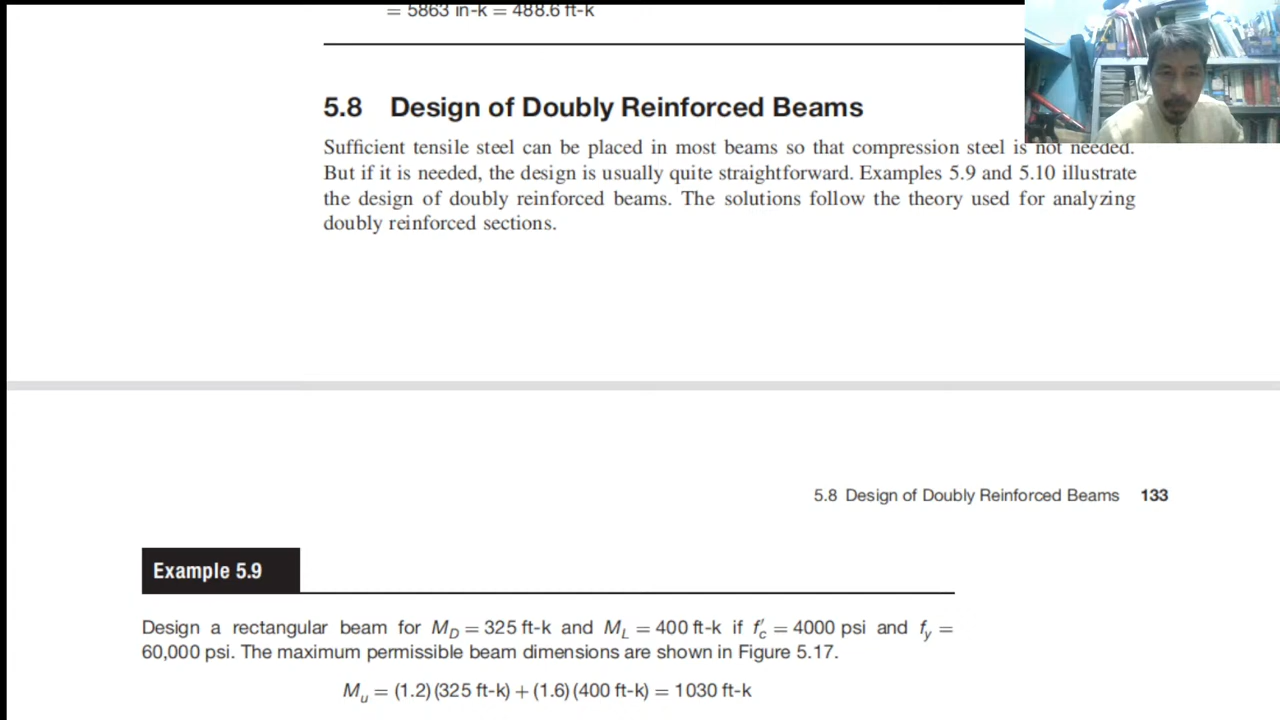 = 5863 in-k = 488.6 ft-k
5.8 Design of Doubly Reinforced Beams
Sufficient tensile steel can be placed in most beams so that compression steel is not needed.
But if it is needed, the design is usually quite straightforward. Examples 5.9 and 5.10 illustrate
the design of doubly reinforced beams. The solutions follow the theory used for analyzing
doubly reinforced sections.
5.8 Design of Doubly Reinforced Beams 133
Example 5.9
Design a rectangular beam for M_D = 325 ft-k and M_L = 400 ft-k if f′_c = 4000 psi and f_y =
60,000 psi. The maximum permissible beam dimensions are shown in Figure 5.17.
M_u = (1.2)(325 ft-k) + (1.6)(400 ft-k) = 1030 ft-k